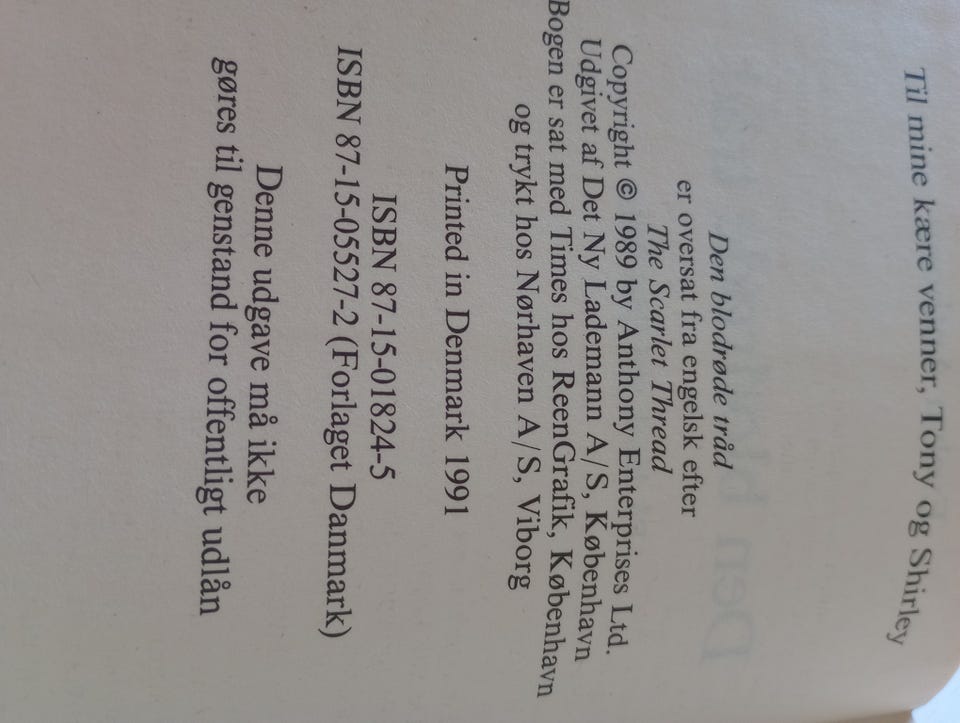 Til mine kære venner, Tony og Shirley
Den blodrøde tråd
er oversat fra engelsk efter
The Scarlet Thread
Copyright © 1989 by Anthony Enterprises Ltd.
Udgivet af Det Ny Lademann A/S, København
Bogen er sat med Times hos ReenGrafik, København
og trykt hos Nørhaven A/S, Viborg
Printed in Denmark 1991
ISBN 87-15-01824-5
ISBN 87-15-05527-2 (Forlaget Danmark)
Denne udgave må ikke
gøres til genstand for offentligt udlån